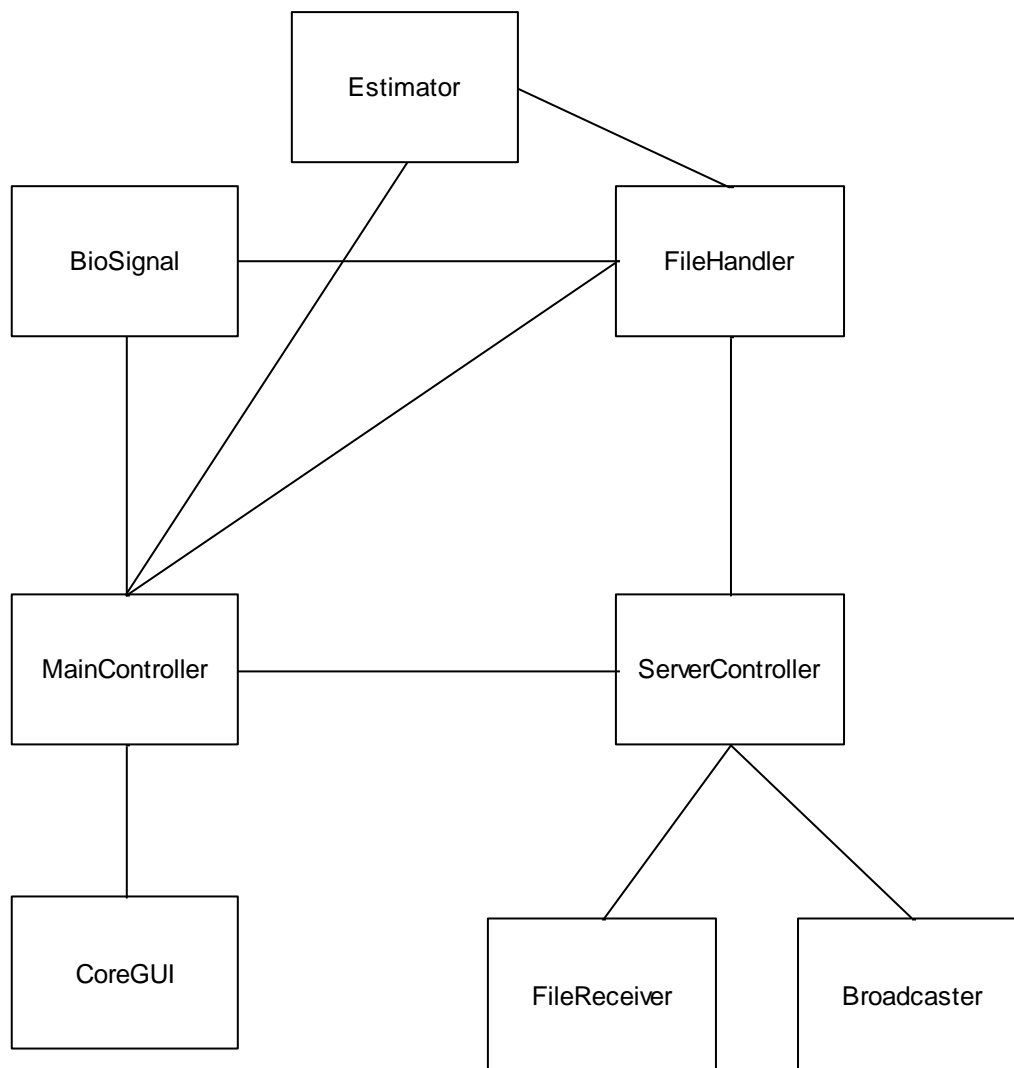 Estimator
BioSignal
FileHandler
MainController
ServerController
CoreGUI
FileReceiver
Broadcaster